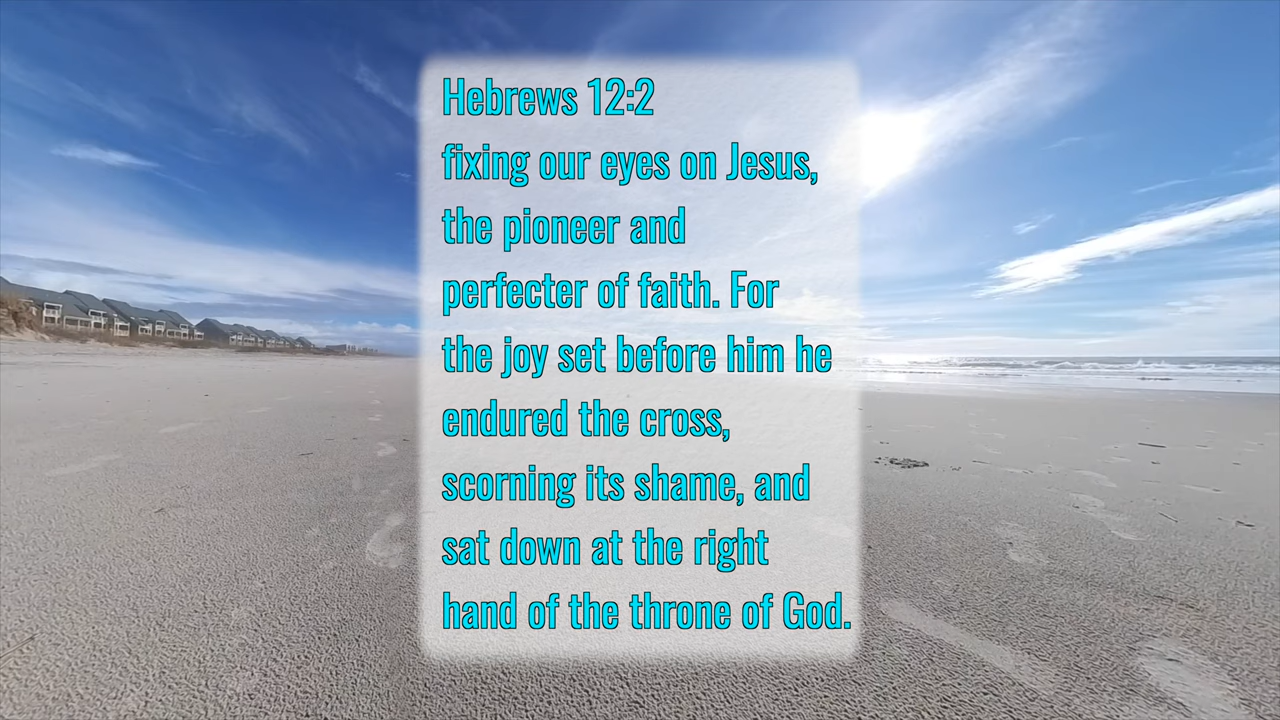 Hebrews 12:2
fixing our eyes on Jesus,
the pioneer and
perfecter of faith. For
the joy set before him he
endured the cross,
scorning its shame, and
sat down at the right
hand of the throne of God.